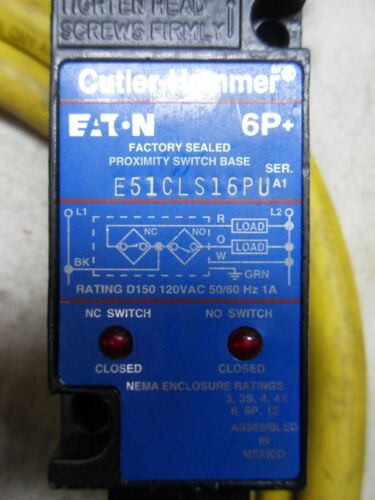 TIGHTEN HEAD
SCREWS FIRMLY
Cutler-Hammer®
EATON 6P+
FACTORY SEALED
PROXIMITY SWITCH BASE
SER.
E51CLS16PU A1
L1 NC NO R LOAD L2
O LOAD
BK W
GRN
RATING D150 120VAC 50/60 Hz 1A
NC SWITCH NO SWITCH
CLOSED CLOSED
NEMA ENCLOSURE RATINGS:
3, 3S, 4, 4X
6, 6P, 13
ASSEMBLED
IN
MEXICO